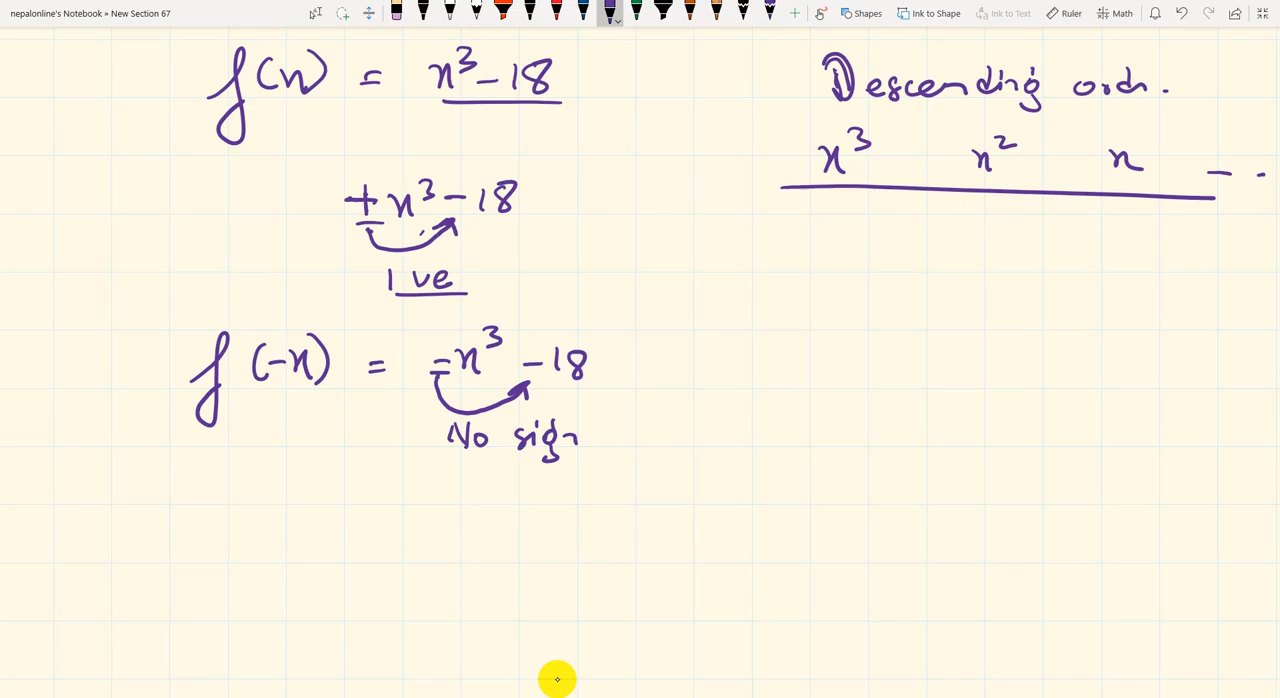 nepalonline's Notebook » New Section 67
Shapes Ink to Shape Ink to Text Ruler Math
f(x) = x³ - 18
+x³ - 18
1 ve
f(-x) = -x³ - 18
No sign
Descending ordr.
x³ x² x - -